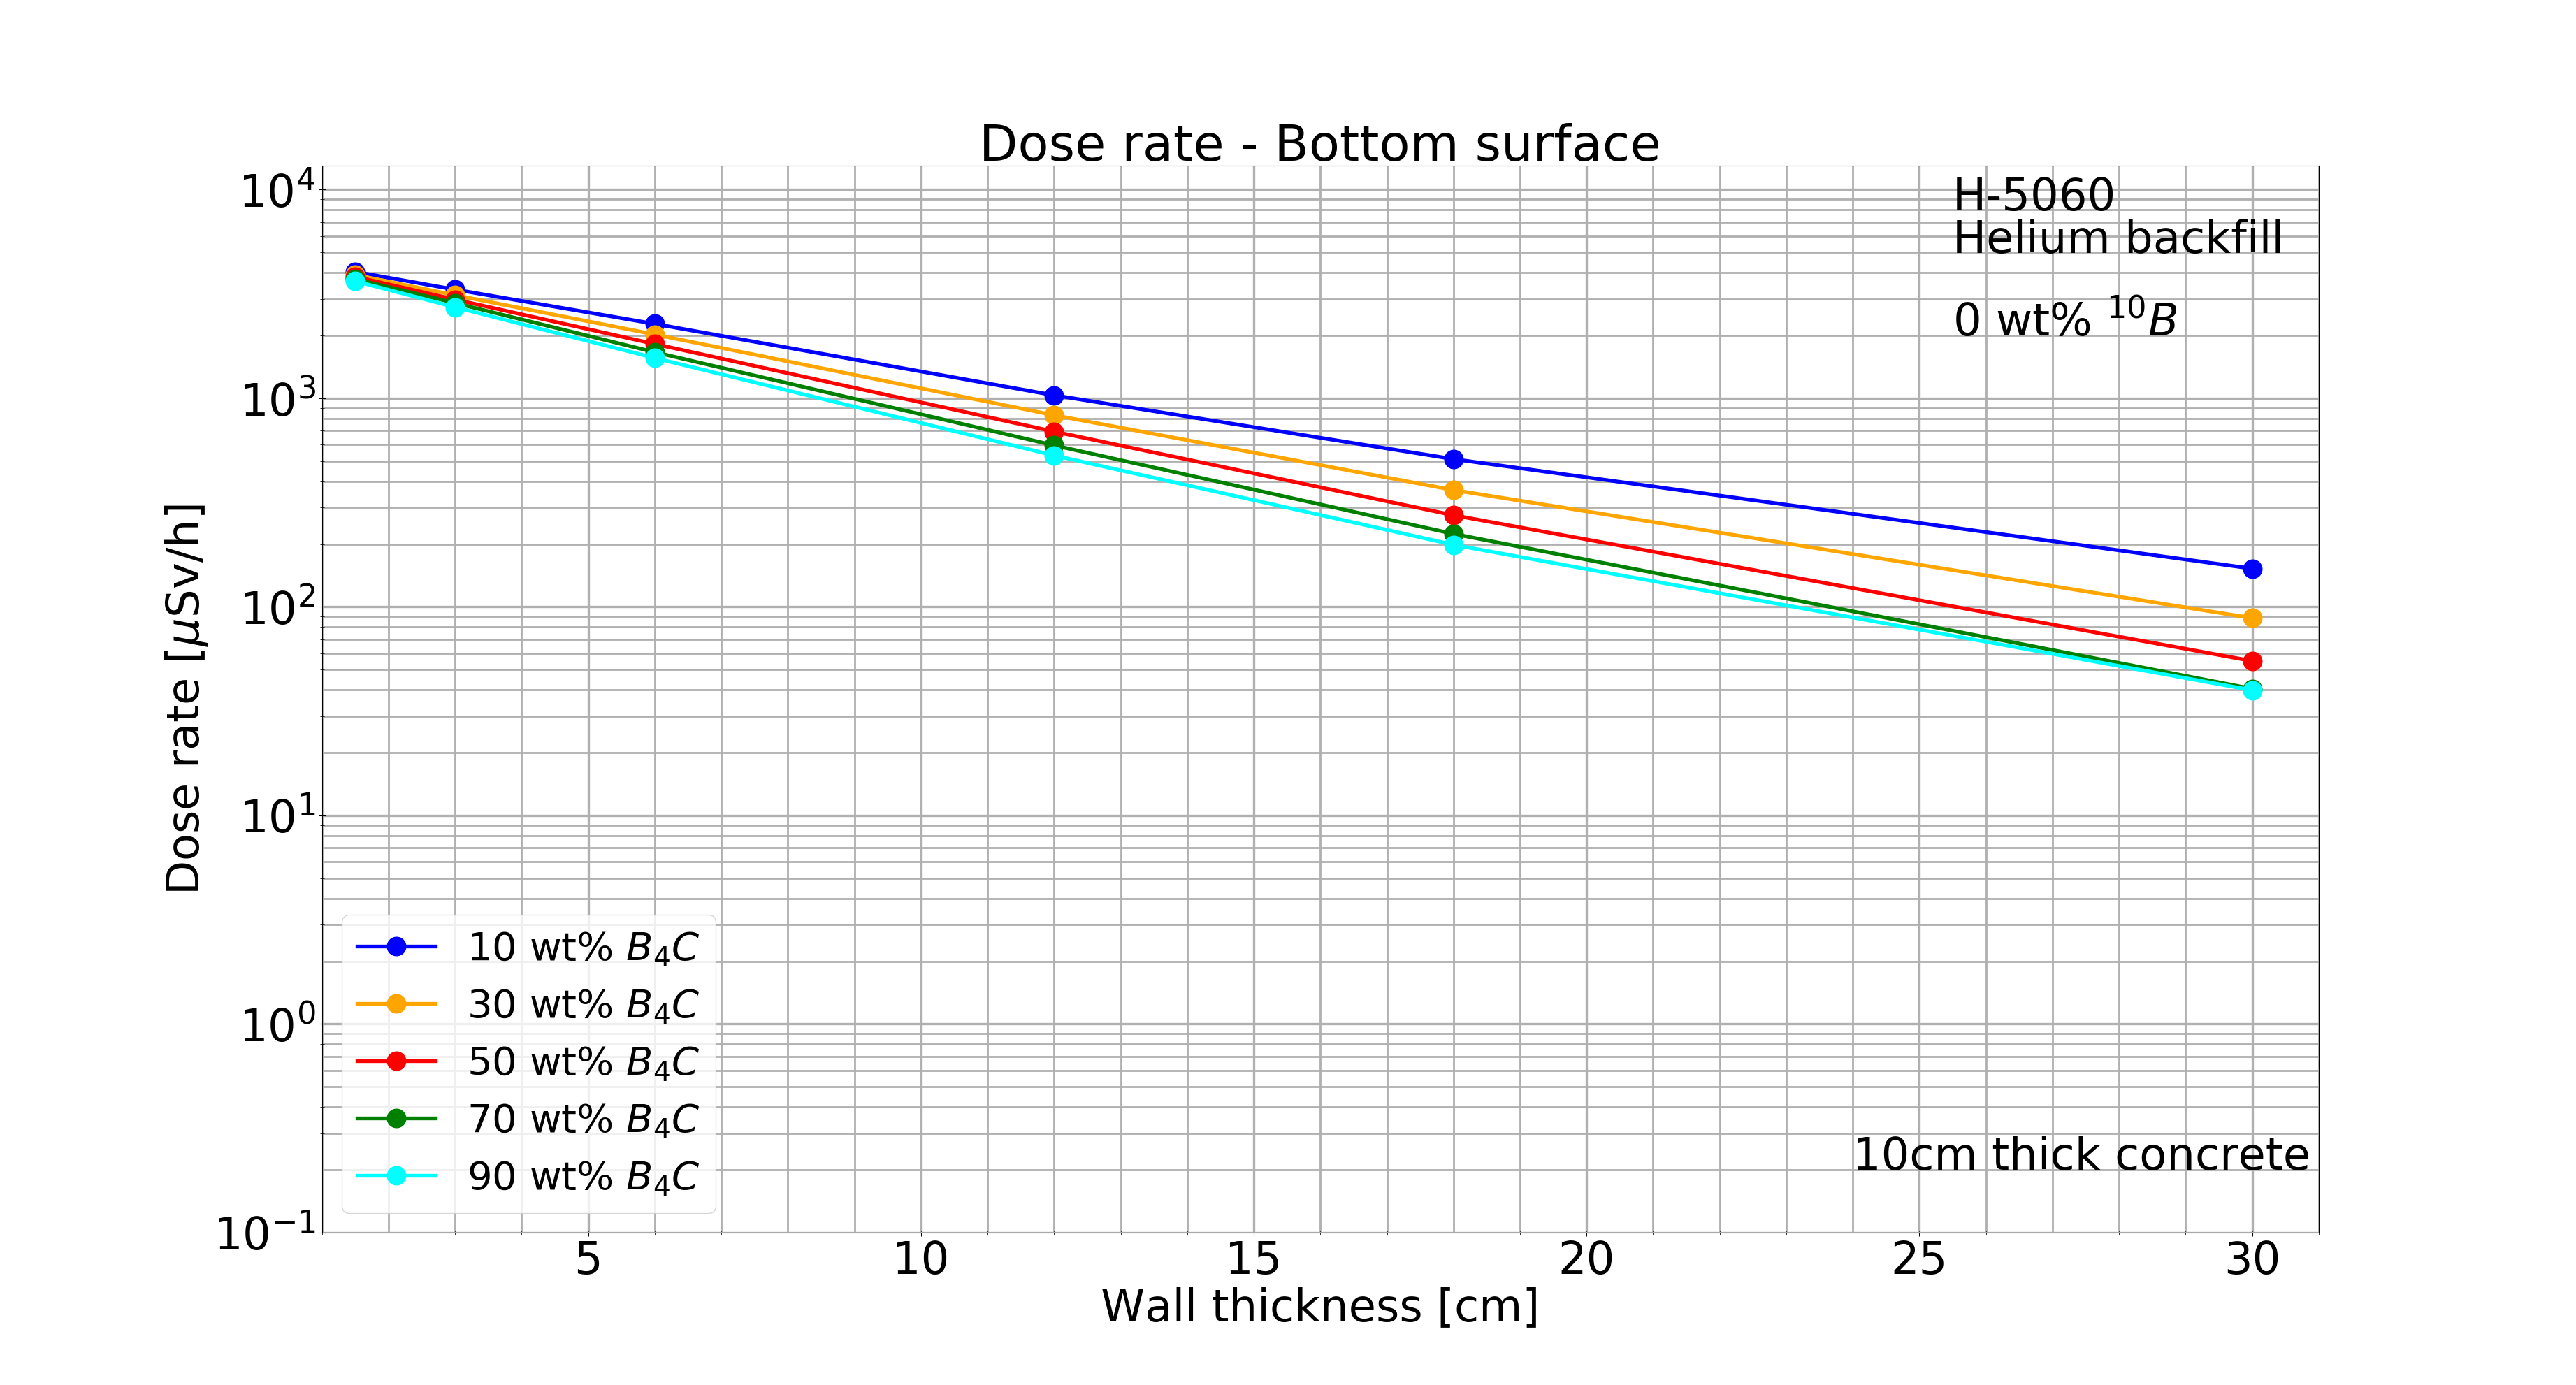 Dose rate - Bottom surface
H-5060
Helium backfill
0 wt% ¹⁰B
10⁴
10³
10²
10¹
10⁰
10⁻¹
Dose rate [μSv/h]
10 wt% B₄C
30 wt% B₄C
50 wt% B₄C
70 wt% B₄C
90 wt% B₄C
10cm thick concrete
5 10 15 20 25 30
Wall thickness [cm]